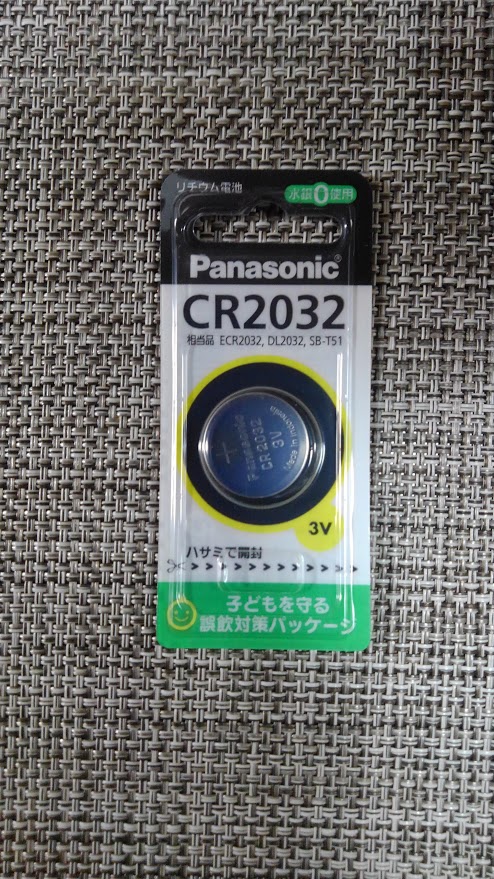 リチウム電池
水銀0使用
Panasonic®
CR2032
相当品 ECR2032, DL2032, SB-T51
Panasonic
CR2032
3V
Indonesia
+
3V
ハサミで開封
子どもを守る
誤飲対策パッケージ